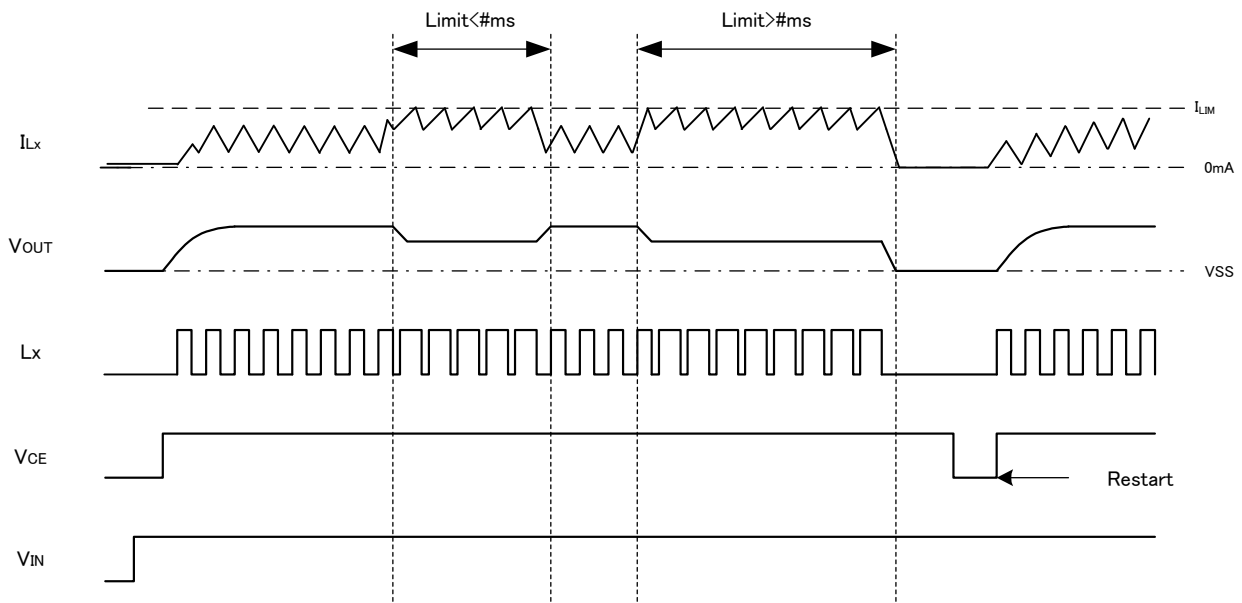 Limit<#ms
Limit>#ms
ILx
ILIM
0mA
VOUT
VSS
Lx
VCE
Restart
VIN